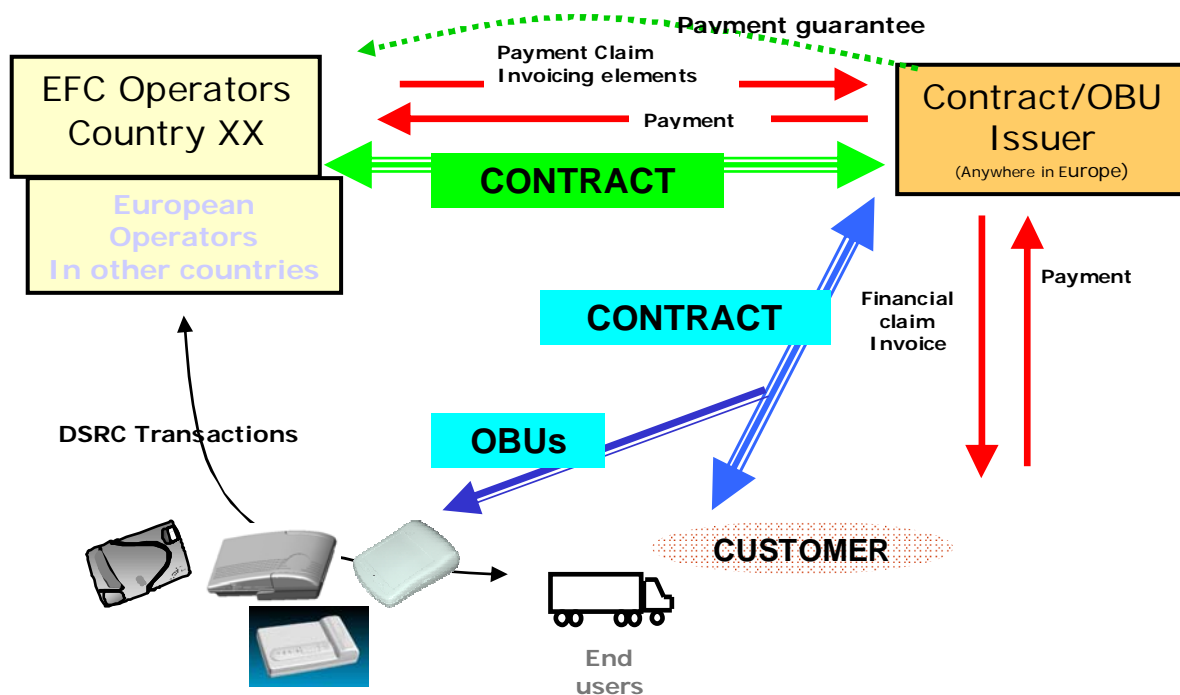 Payment guarantee
Payment Claim
Invoicing elements
Payment
EFC Operators
Country XX
Contract/OBU
Issuer
(Anywhere in Europe)
CONTRACT
European
Operators
In other countries
CONTRACT
Financial
claim
Invoice
Payment
DSRC Transactions
OBUs
CUSTOMER
End
users